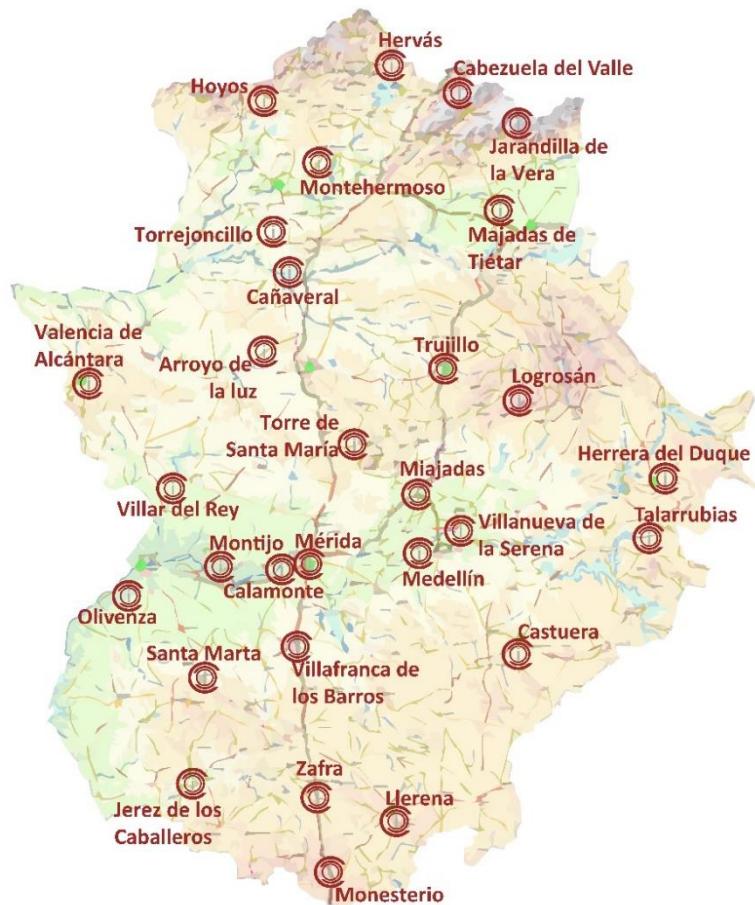 Hervás
Cabezuela del Valle
Hoyos
Jarandilla de
la Vera
Montehermoso
Torrejoncillo
Majadas de
Tiétar
Cañaveral
Valencia de
Alcántara
Arroyo de
la luz
Trujillo
Logrosán
Torre de
Santa María
Miajadas
Herrera del Duque
Villar del Rey
Villanueva de
la Serena
Talarrubias
Montijo
Mérida
Calamonte
Medellín
Olivenza
Santa Marta
Villafranca de
los Barros
Castuera
Zafra
Llerena
Jerez de los
Caballeros
Monesterio